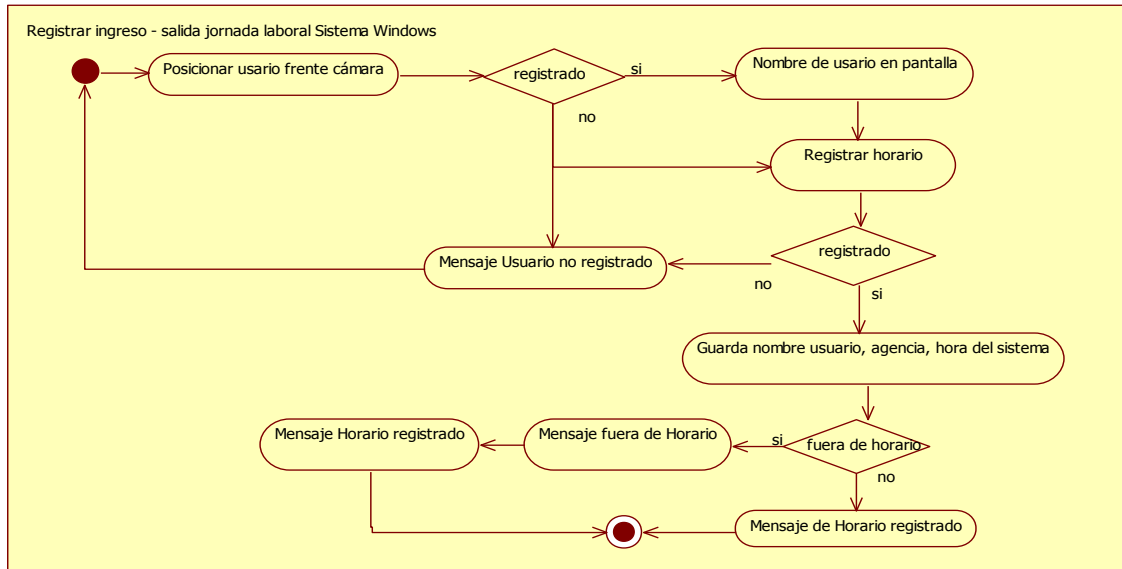 Registrar ingreso - salida jornada laboral Sistema Windows
Posicionar usario frente cámara
registrado
si
Nombre de usario en pantalla
no
Registrar horario
Mensaje Usuario no registrado
registrado
no
si
Guarda nombre usuario, agencia, hora del sistema
Mensaje Horario registrado
Mensaje fuera de Horario
si
fuera de horario
no
Mensaje de Horario registrado